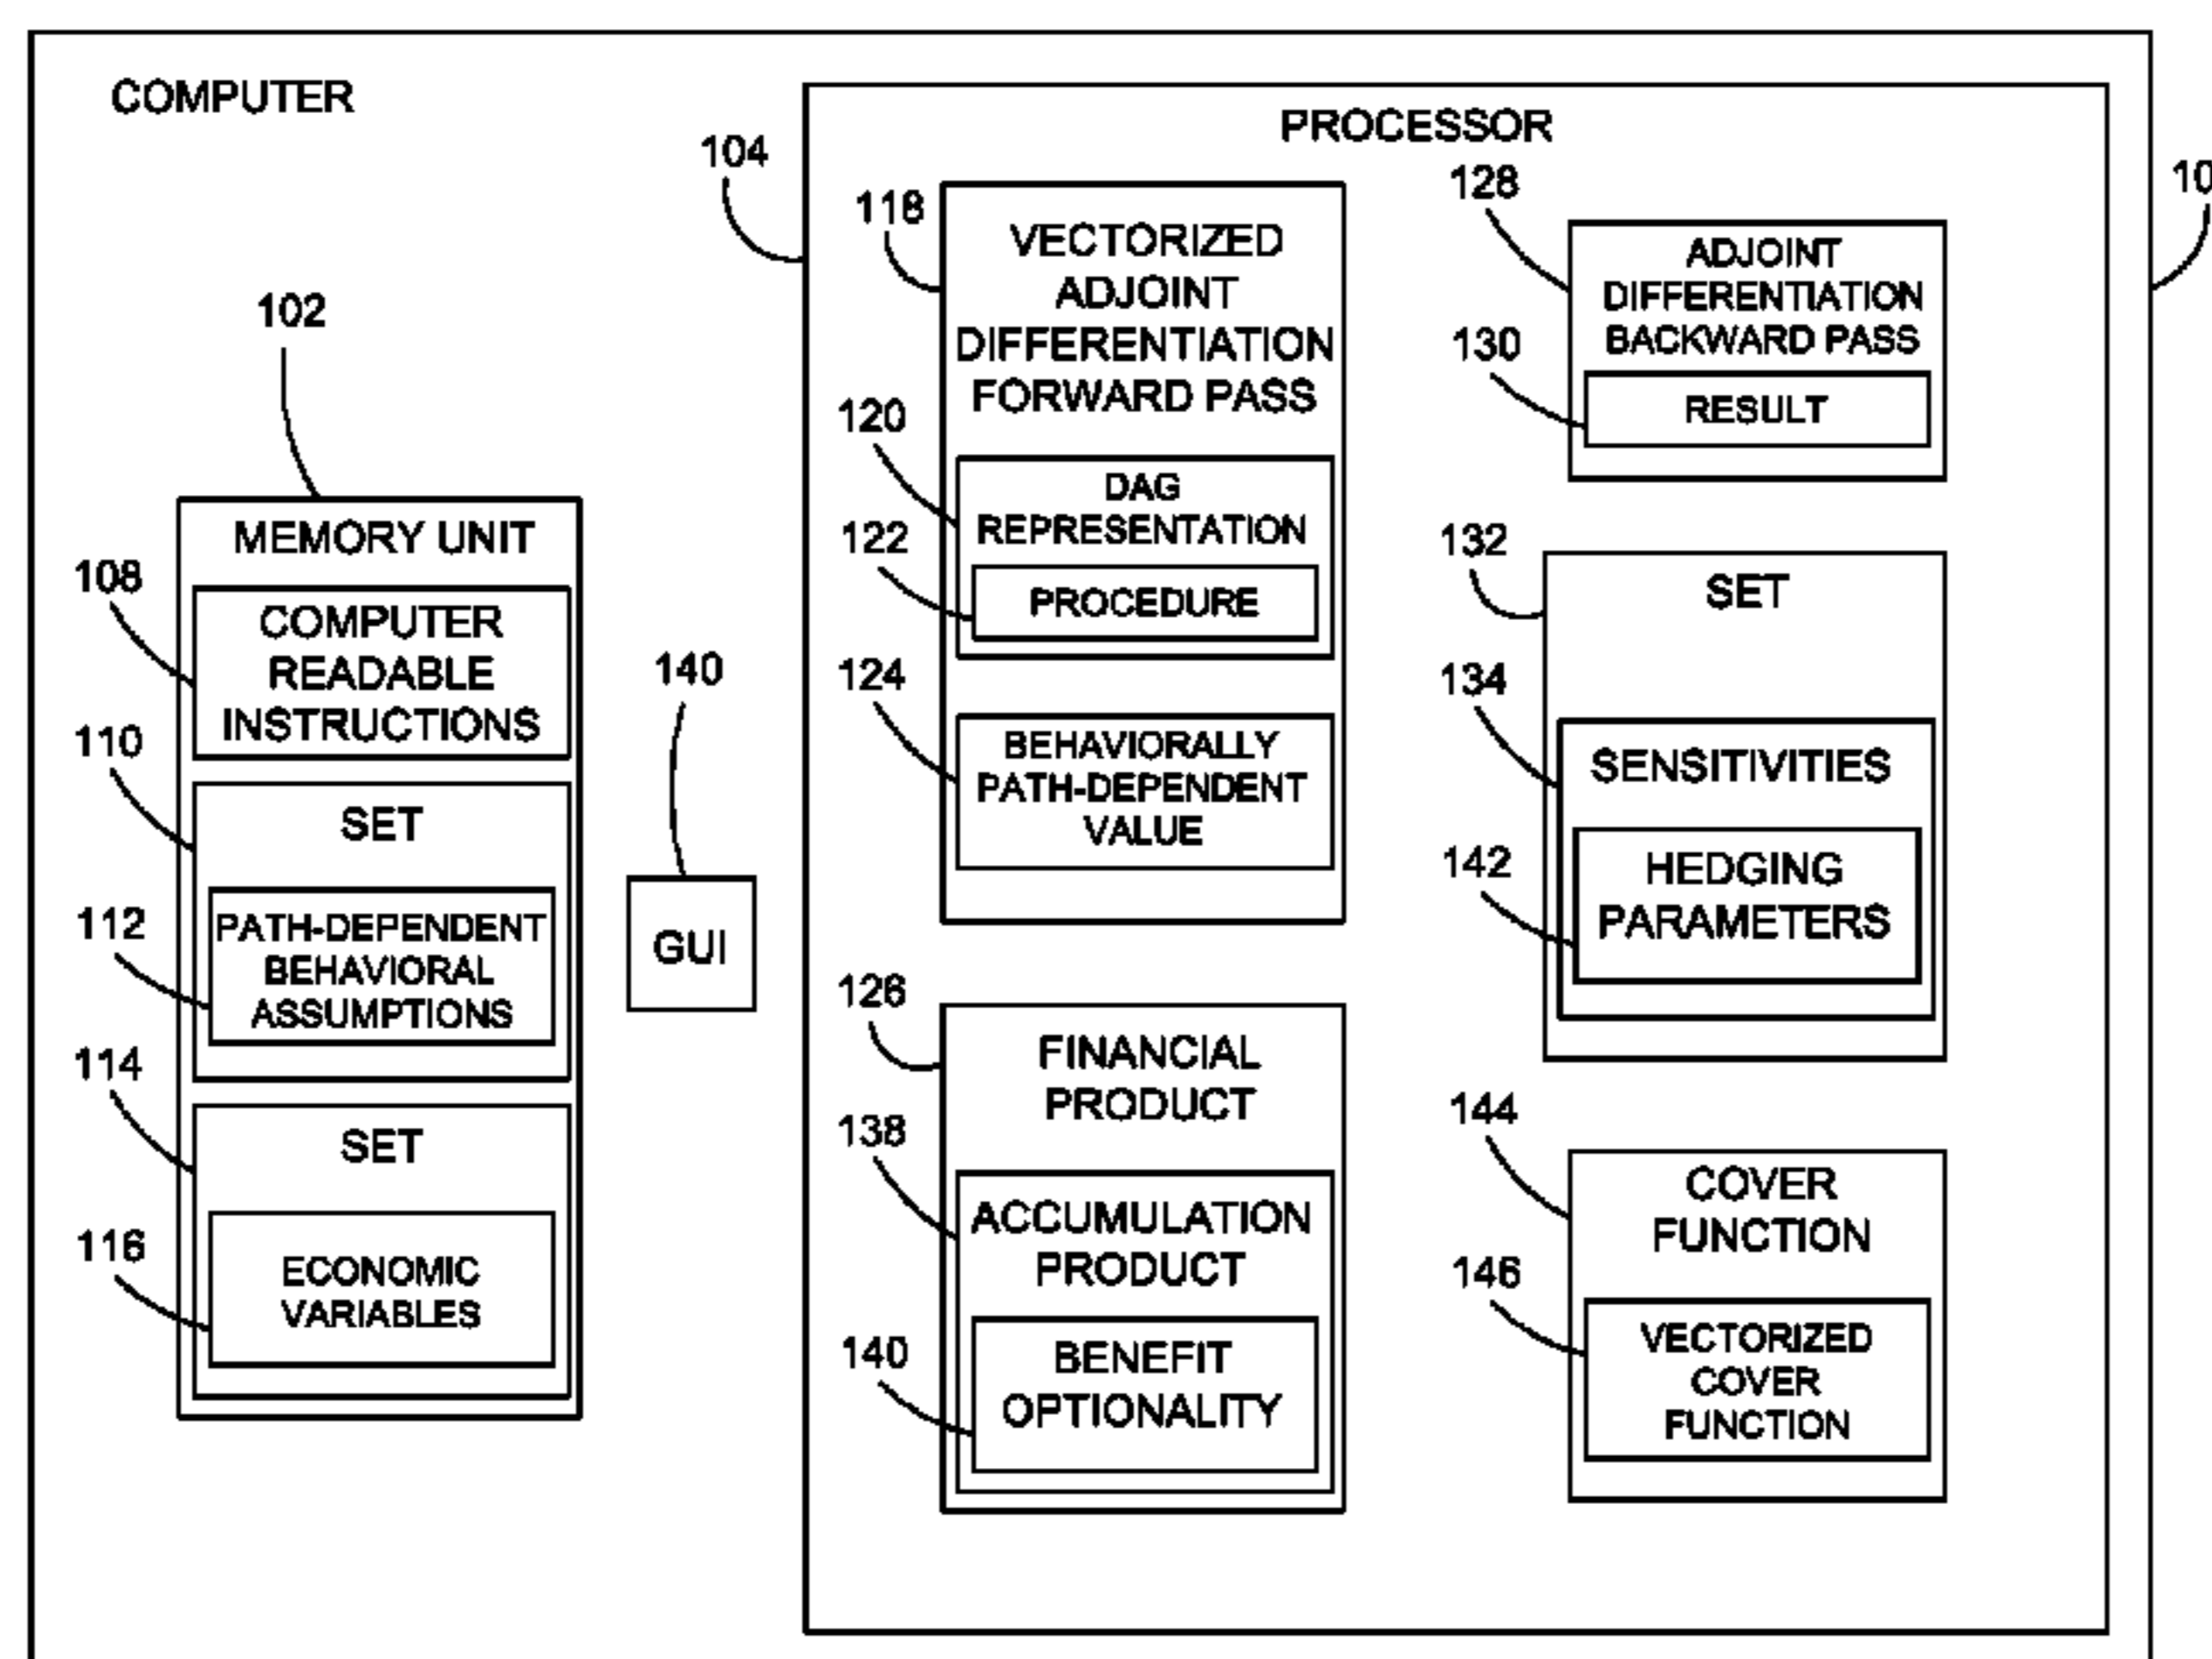 COMPUTER
102
MEMORY UNIT
108
COMPUTER
READABLE
INSTRUCTIONS
110
SET
112
PATH-DEPENDENT
BEHAVIORAL
ASSUMPTIONS
114
SET
116
ECONOMIC
VARIABLES
140
GUI
104
PROCESSOR
118
VECTORIZED
ADJOINT
DIFFERENTIATION
FORWARD PASS
120
DAG
REPRESENTATION
122
PROCEDURE
124
BEHAVIORALLY
PATH-DEPENDENT
VALUE
126
FINANCIAL
PRODUCT
138
ACCUMULATION
PRODUCT
140
BENEFIT
OPTIONALITY
128
ADJOINT
DIFFERENTIATION
BACKWARD PASS
130
RESULT
132
SET
134
SENSITIVITIES
142
HEDGING
PARAMETERS
144
COVER
FUNCTION
146
VECTORIZED
COVER
FUNCTION